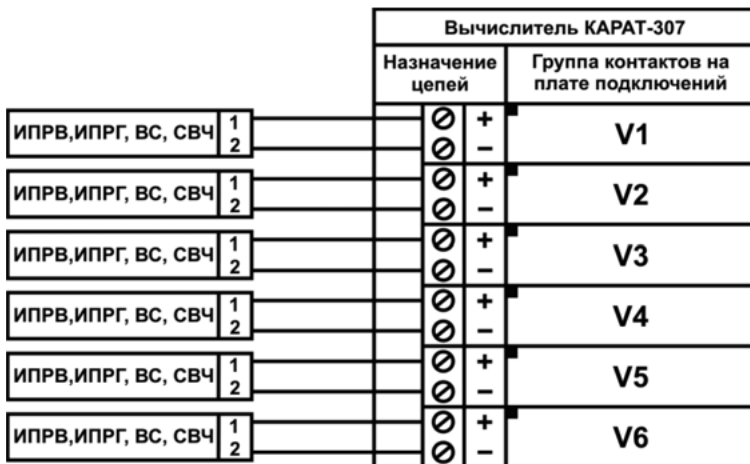 Вычислитель КАРАТ-307
Назначение цепей
Группа контактов на плате подключений
ИПРВ,ИПРГ, ВС, СВЧ 1 + V1
2 −
ИПРВ,ИПРГ, ВС, СВЧ 1 + V2
2 −
ИПРВ,ИПРГ, ВС, СВЧ 1 + V3
2 −
ИПРВ,ИПРГ, ВС, СВЧ 1 + V4
2 −
ИПРВ,ИПРГ, ВС, СВЧ 1 + V5
2 −
ИПРВ,ИПРГ, ВС, СВЧ 1 + V6
2 −